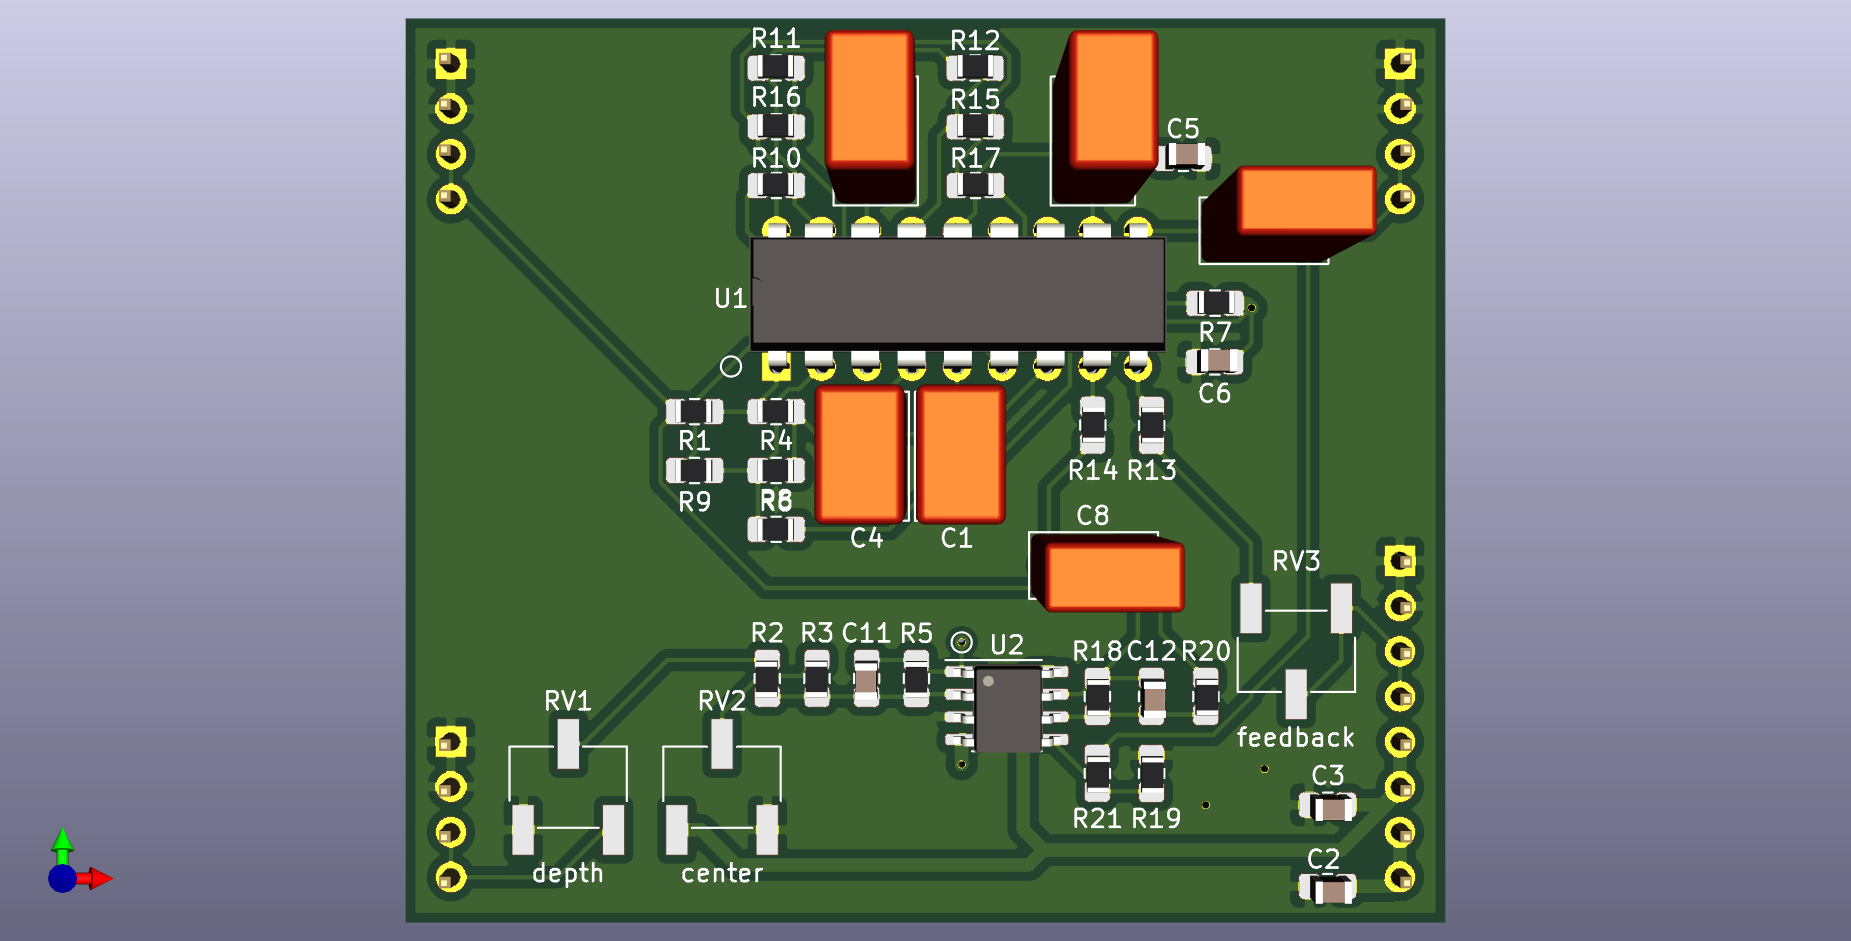 R11
R12
R16
R15
C5
R10
R17
U1
R7
C6
R1
R4
R14
R13
R9
R8
C4
C1
C8
RV3
R2
R3
C11
R5
U2
R18
C12
R20
RV1
RV2
feedback
C3
R21
R19
depth
center
C2